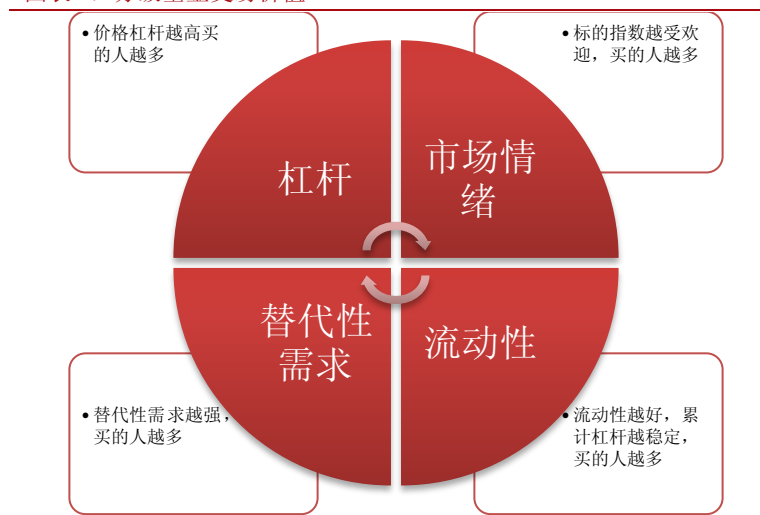 • 价格杠杆越高买
的人越多
• 标的指数越受欢
迎，买的人越多
杠杆
市场情
绪
替代性
需求
流动性
• 替代性需求越强，
买的人越多
• 流动性越好，累
计杠杆越稳定，
买的人越多